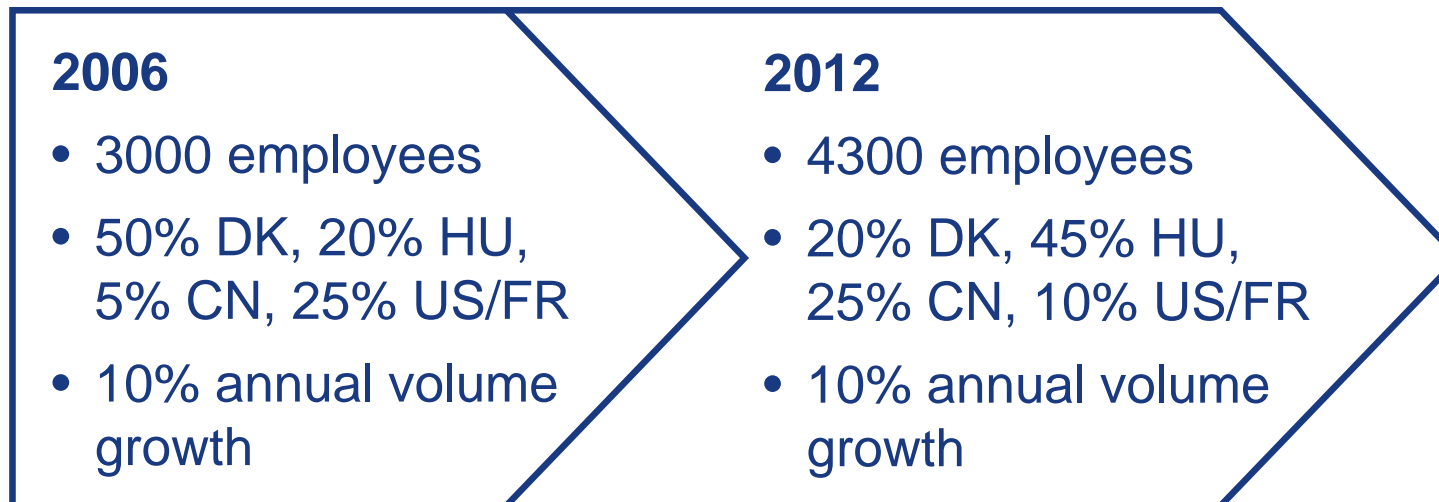 2006
• 3000 employees
• 50% DK, 20% HU,
5% CN, 25% US/FR
• 10% annual volume
growth
2012
• 4300 employees
• 20% DK, 45% HU,
25% CN, 10% US/FR
• 10% annual volume
growth